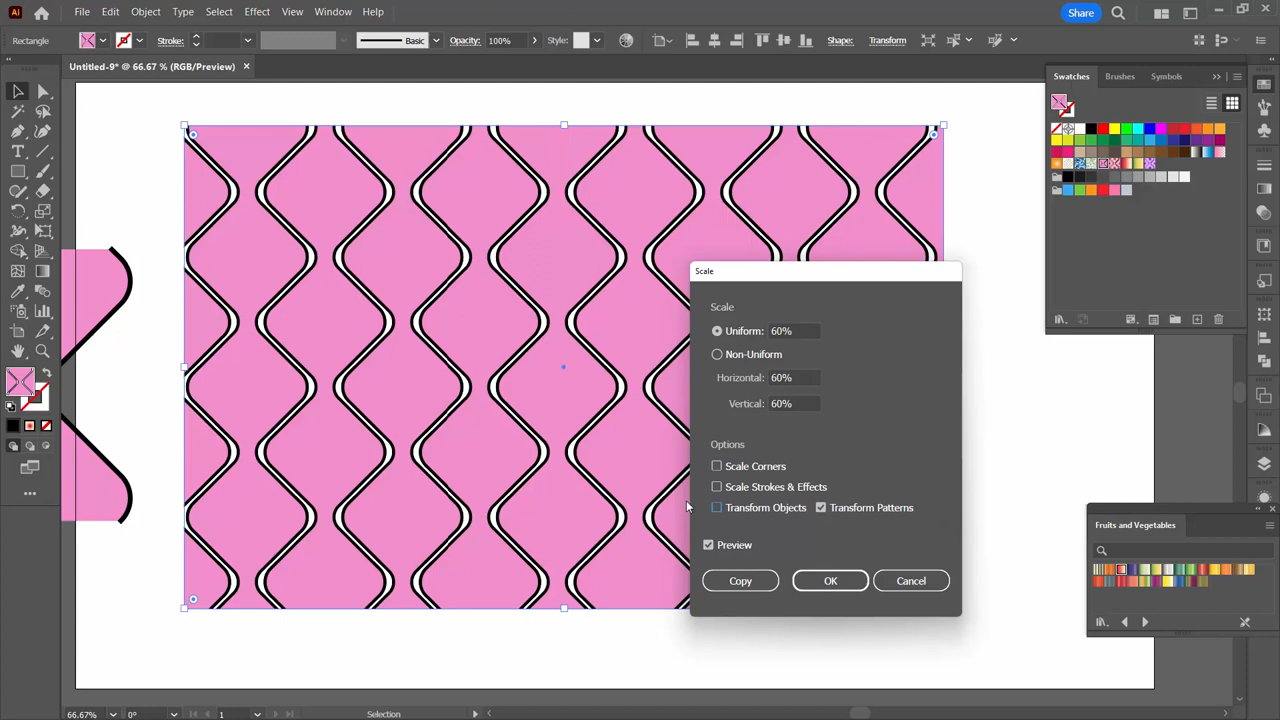 Ai File Edit Object Type Select Effect View Window Help Share
Rectangle Stroke: Basic Opacity: 100% Style: Shape: Transform
Untitled-9* @ 66.67 % (RGB/Preview)
Swatches Brushes Symbols
Scale
Scale
Uniform: 60%
Non-Uniform
Horizontal: 60%
Vertical: 60%
Options
Scale Corners
Scale Strokes & Effects
Transform Objects Transform Patterns
Preview
Copy OK Cancel
Fruits and Vegetables
66.67% 0° 1 Selection